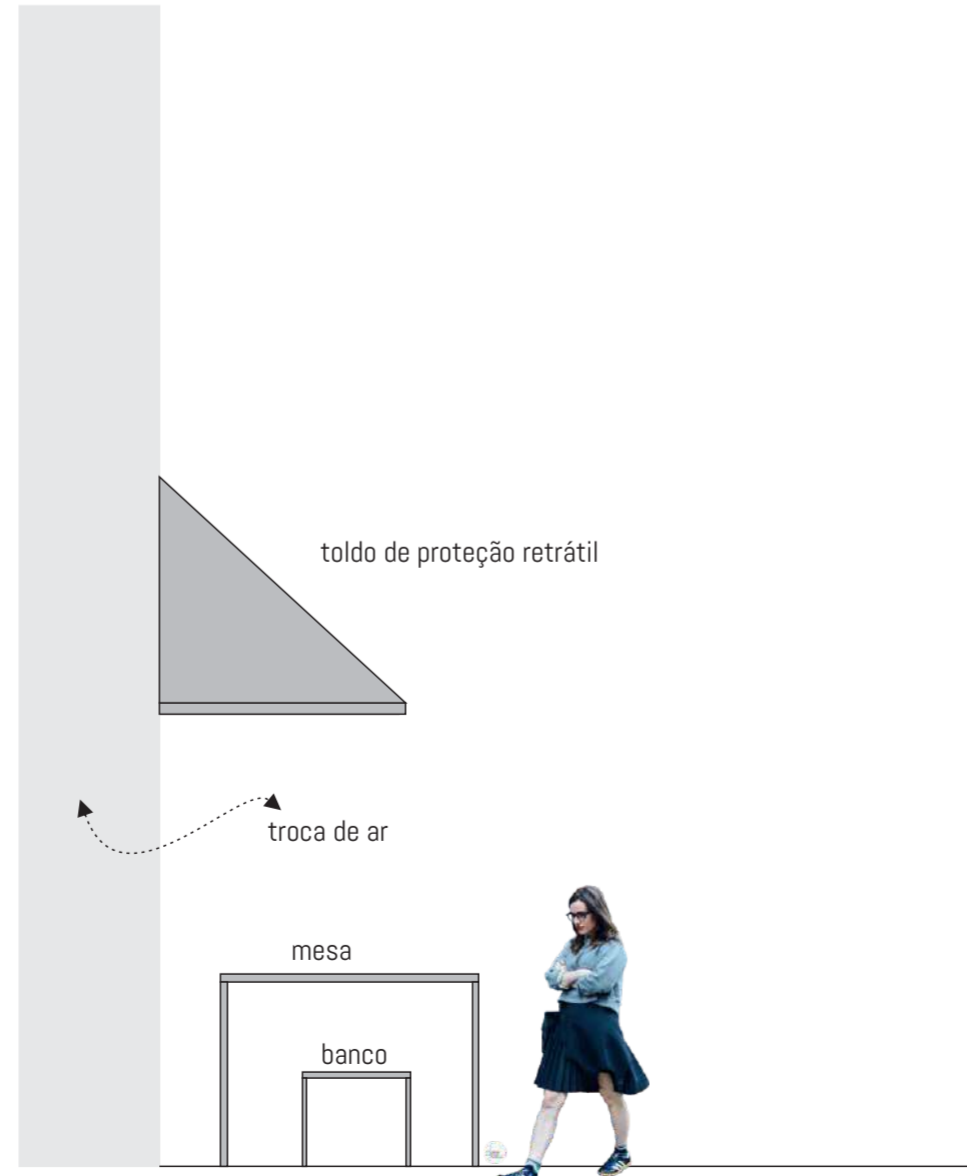 toldo de proteção retrátil
troca de ar
mesa
banco